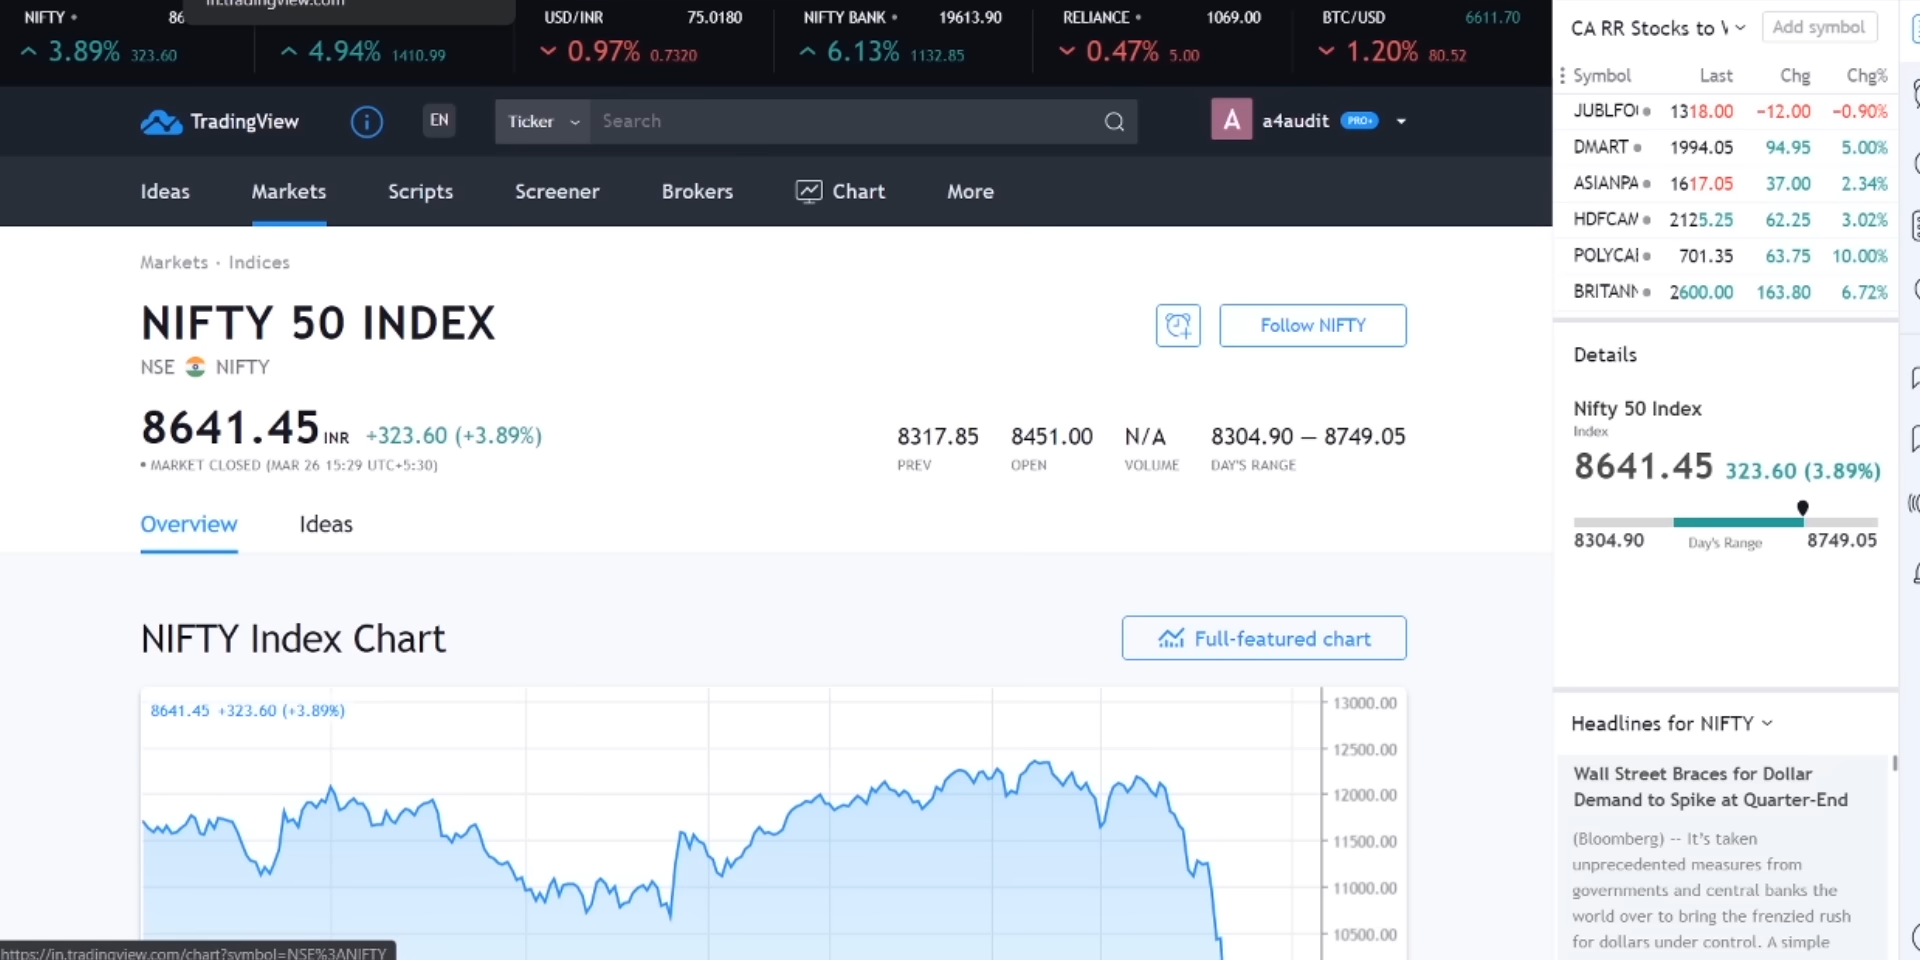 in.tradingview.com
NIFTY 86
3.89% 323.60
4.94% 1410.99
USD/INR 75.0180
0.97% 0.7320
NIFTY BANK 19613.90
6.13% 1132.85
RELIANCE 1069.00
0.47% 5.00
BTC/USD 6611.70
1.20% 80.52
TradingView
EN
Ticker
Search
A
a4audit PRO+
Ideas
Markets
Scripts
Screener
Brokers
Chart
More
Markets · Indices
NIFTY 50 INDEX
NSE NIFTY
Follow NIFTY
8641.45 INR +323.60 (+3.89%)
• MARKET CLOSED (MAR 26 15:29 UTC+5:30)
8317.85
PREV
8451.00
OPEN
N/A
VOLUME
8304.90 — 8749.05
DAY'S RANGE
Overview
Ideas
NIFTY Index Chart
Full-featured chart
8641.45 +323.60 (+3.89%)
13000.00
12500.00
12000.00
11500.00
11000.00
10500.00
https://in.tradingview.com/chart?symbol=NSE%3ANIFTY
CA RR Stocks to
Add symbol
Symbol Last Chg Chg%
JUBLFO 1318.00 −12.00 −0.90%
DMART 1994.05 94.95 5.00%
ASIANPA 1617.05 37.00 2.34%
HDFCAM 2125.25 62.25 3.02%
POLYCAI 701.35 63.75 10.00%
BRITANN 2600.00 163.80 6.72%
Details
Nifty 50 Index
Index
8641.45 323.60 (3.89%)
8304.90 Day's Range 8749.05
Headlines for NIFTY
Wall Street Braces for Dollar
Demand to Spike at Quarter-End
(Bloomberg) -- It's taken
unprecedented measures from
governments and central banks the
world over to bring the frenzied rush
for dollars under control. A simple